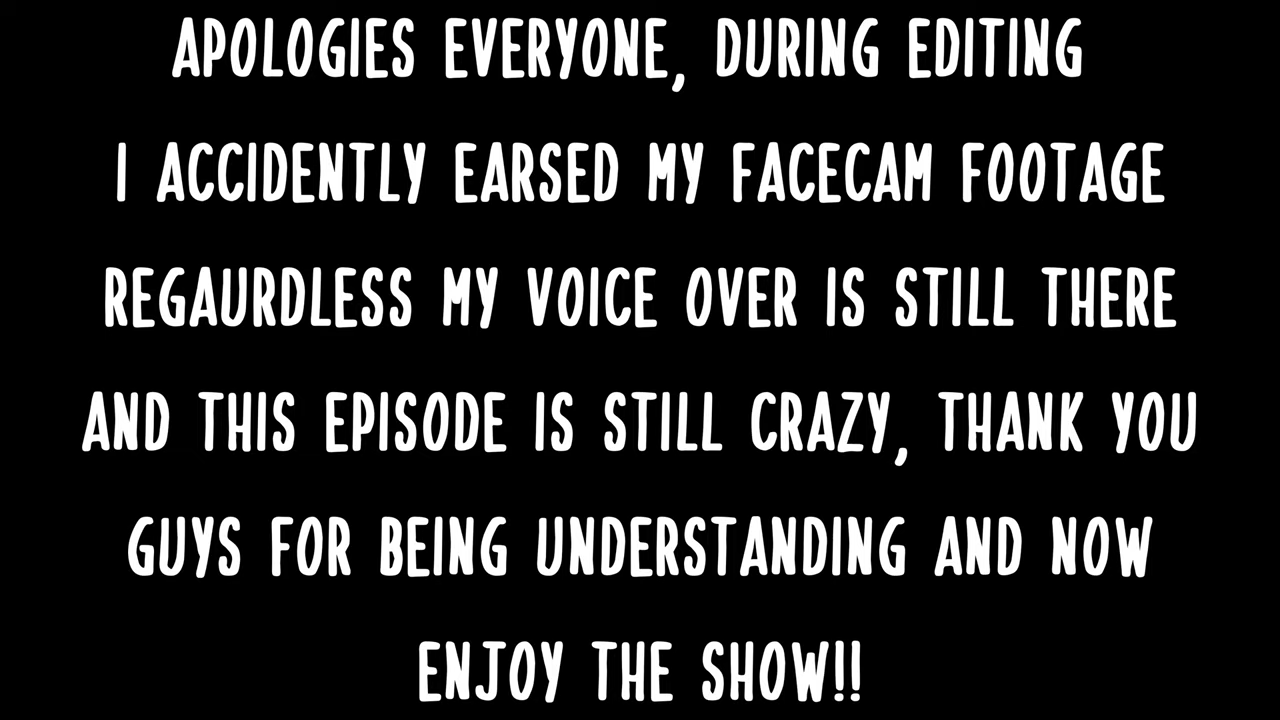 APOLOGIES EVERYONE, DURING EDITING
I ACCIDENTLY EARSED MY FACECAM FOOTAGE
REGAURDLESS MY VOICE OVER IS STILL THERE
AND THIS EPISODE IS STILL CRAZY, THANK YOU
GUYS FOR BEING UNDERSTANDING AND NOW
ENJOY THE SHOW!!